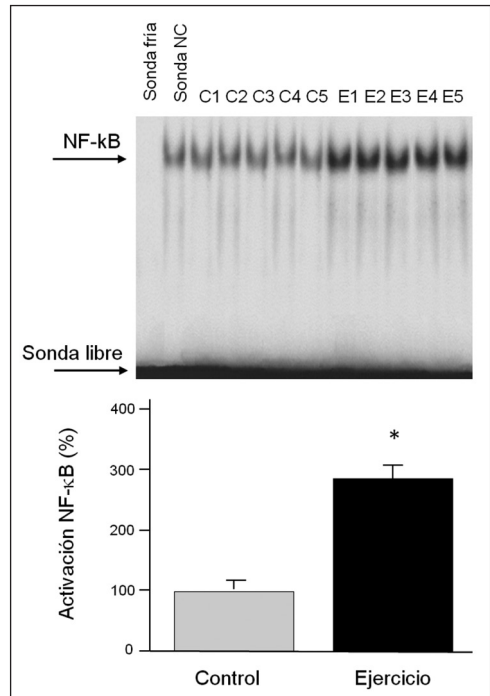 Sonda fría
Sonda NC
C1 C2 C3 C4 C5 E1 E2 E3 E4 E5
NF-kB
Sonda libre
Activación NF-κB (%)
400
300
200
100
0
*
Control Ejercicio